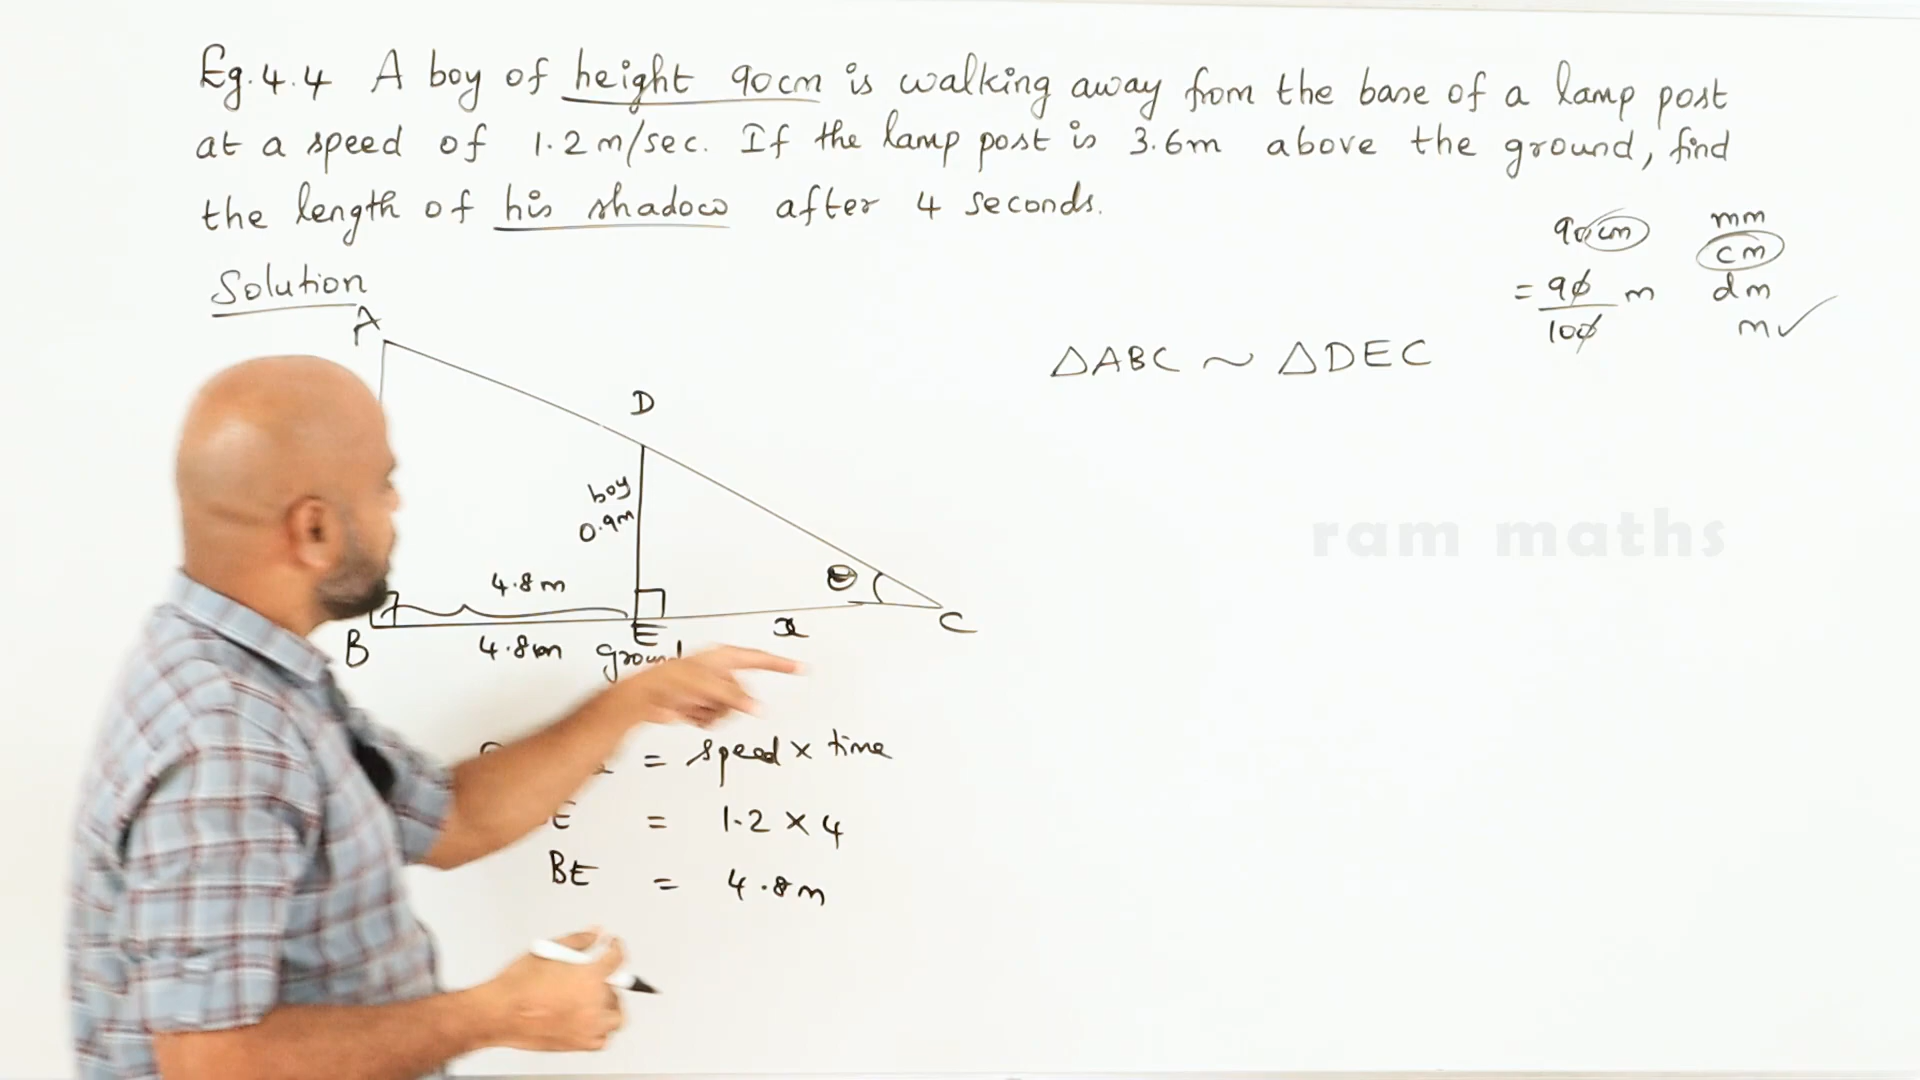 Eg.4.4 A boy of height 90cm is walking away from the base of a lamp post
at a speed of 1.2 m/sec. If the lamp post is 3.6m above the ground, find
the length of his shadow after 4 seconds.
Solution
90cm
= 90/100 m
mm
cm
dm
m✓
△ABC ~ △DEC
A
D
boy
0.9m
4.8m
θ
B
4.8m
E
x
C
= speed × time
E = 1.2 × 4
BE = 4.8m
ram maths